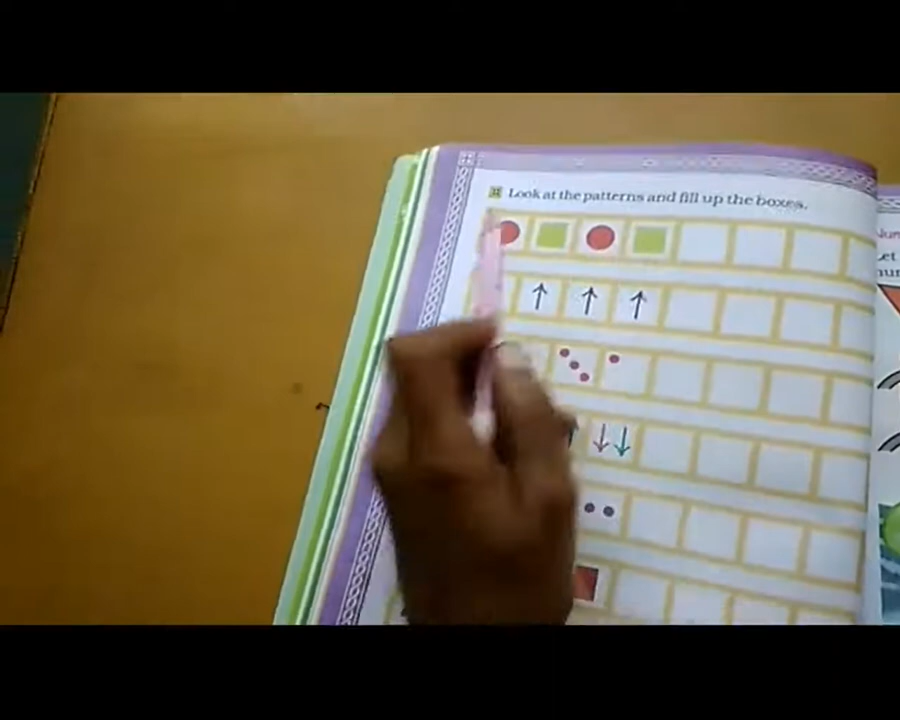 Look at the patterns and fill up the boxes.